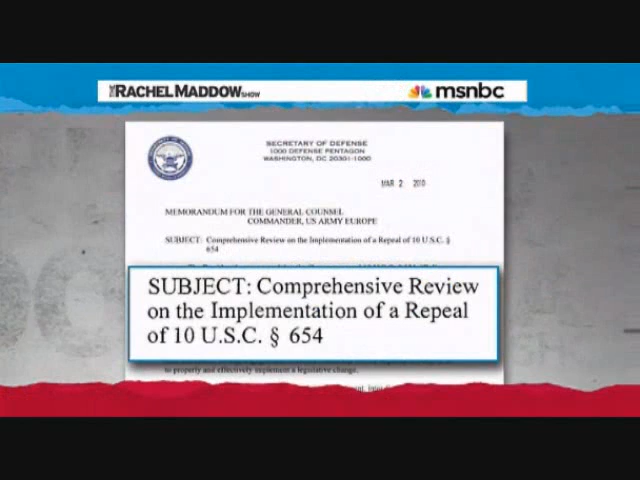 THE RACHEL MADDOW SHOW
msnbc
SECRETARY OF DEFENSE
1000 DEFENSE PENTAGON
WASHINGTON, DC 20301-1000
MAR 2 2010
MEMORANDUM FOR THE GENERAL COUNSEL
COMMANDER, US ARMY EUROPE
SUBJECT: Comprehensive Review on the Implementation of a Repeal of 10 U.S.C. §
654
SUBJECT: Comprehensive Review
on the Implementation of a Repeal
of 10 U.S.C. § 654
to properly and effectively implement a legislative change.